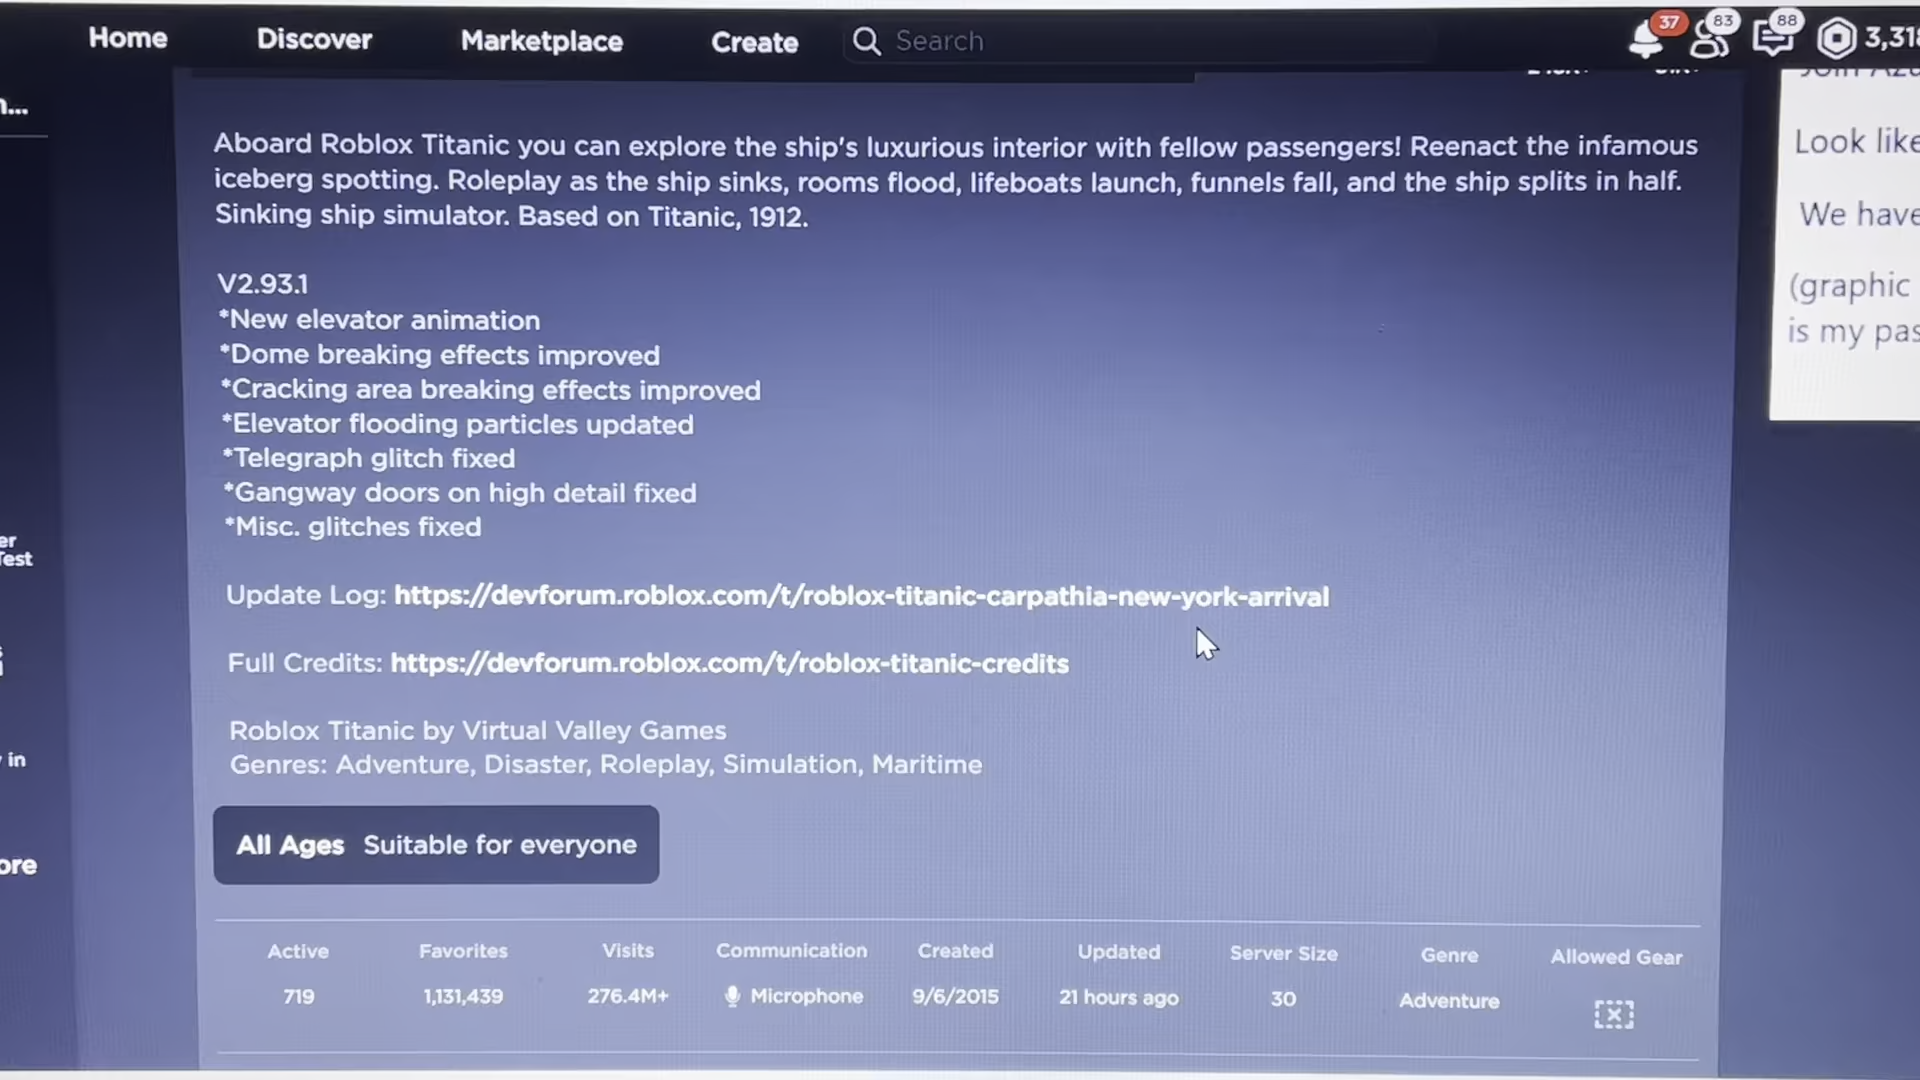 Home Discover Marketplace Create Search 37 83 88
Look like
We have
(graphic
is my
Aboard Roblox Titanic you can explore the ship's luxurious interior with fellow passengers! Reenact the infamous
iceberg spotting. Roleplay as the ship sinks, rooms flood, lifeboats launch, funnels fall, and the ship splits in half.
Sinking ship simulator. Based on Titanic, 1912.
V2.93.1
*New elevator animation
*Dome breaking effects improved
*Cracking area breaking effects improved
*Elevator flooding particles updated
*Telegraph glitch fixed
*Gangway doors on high detail fixed
*Misc. glitches fixed
Update Log: https://devforum.roblox.com/t/roblox-titanic-carpathia-new-york-arrival
Full Credits: https://devforum.roblox.com/t/roblox-titanic-credits
Roblox Titanic by Virtual Valley Games
Genres: Adventure, Disaster, Roleplay, Simulation, Maritime
All Ages Suitable for everyone
Active Favorites Visits Communication Created Updated Server Size Genre Allowed Gear
719 1,131,439 276.4M+ Microphone 9/6/2015 21 hours ago 30 Adventure